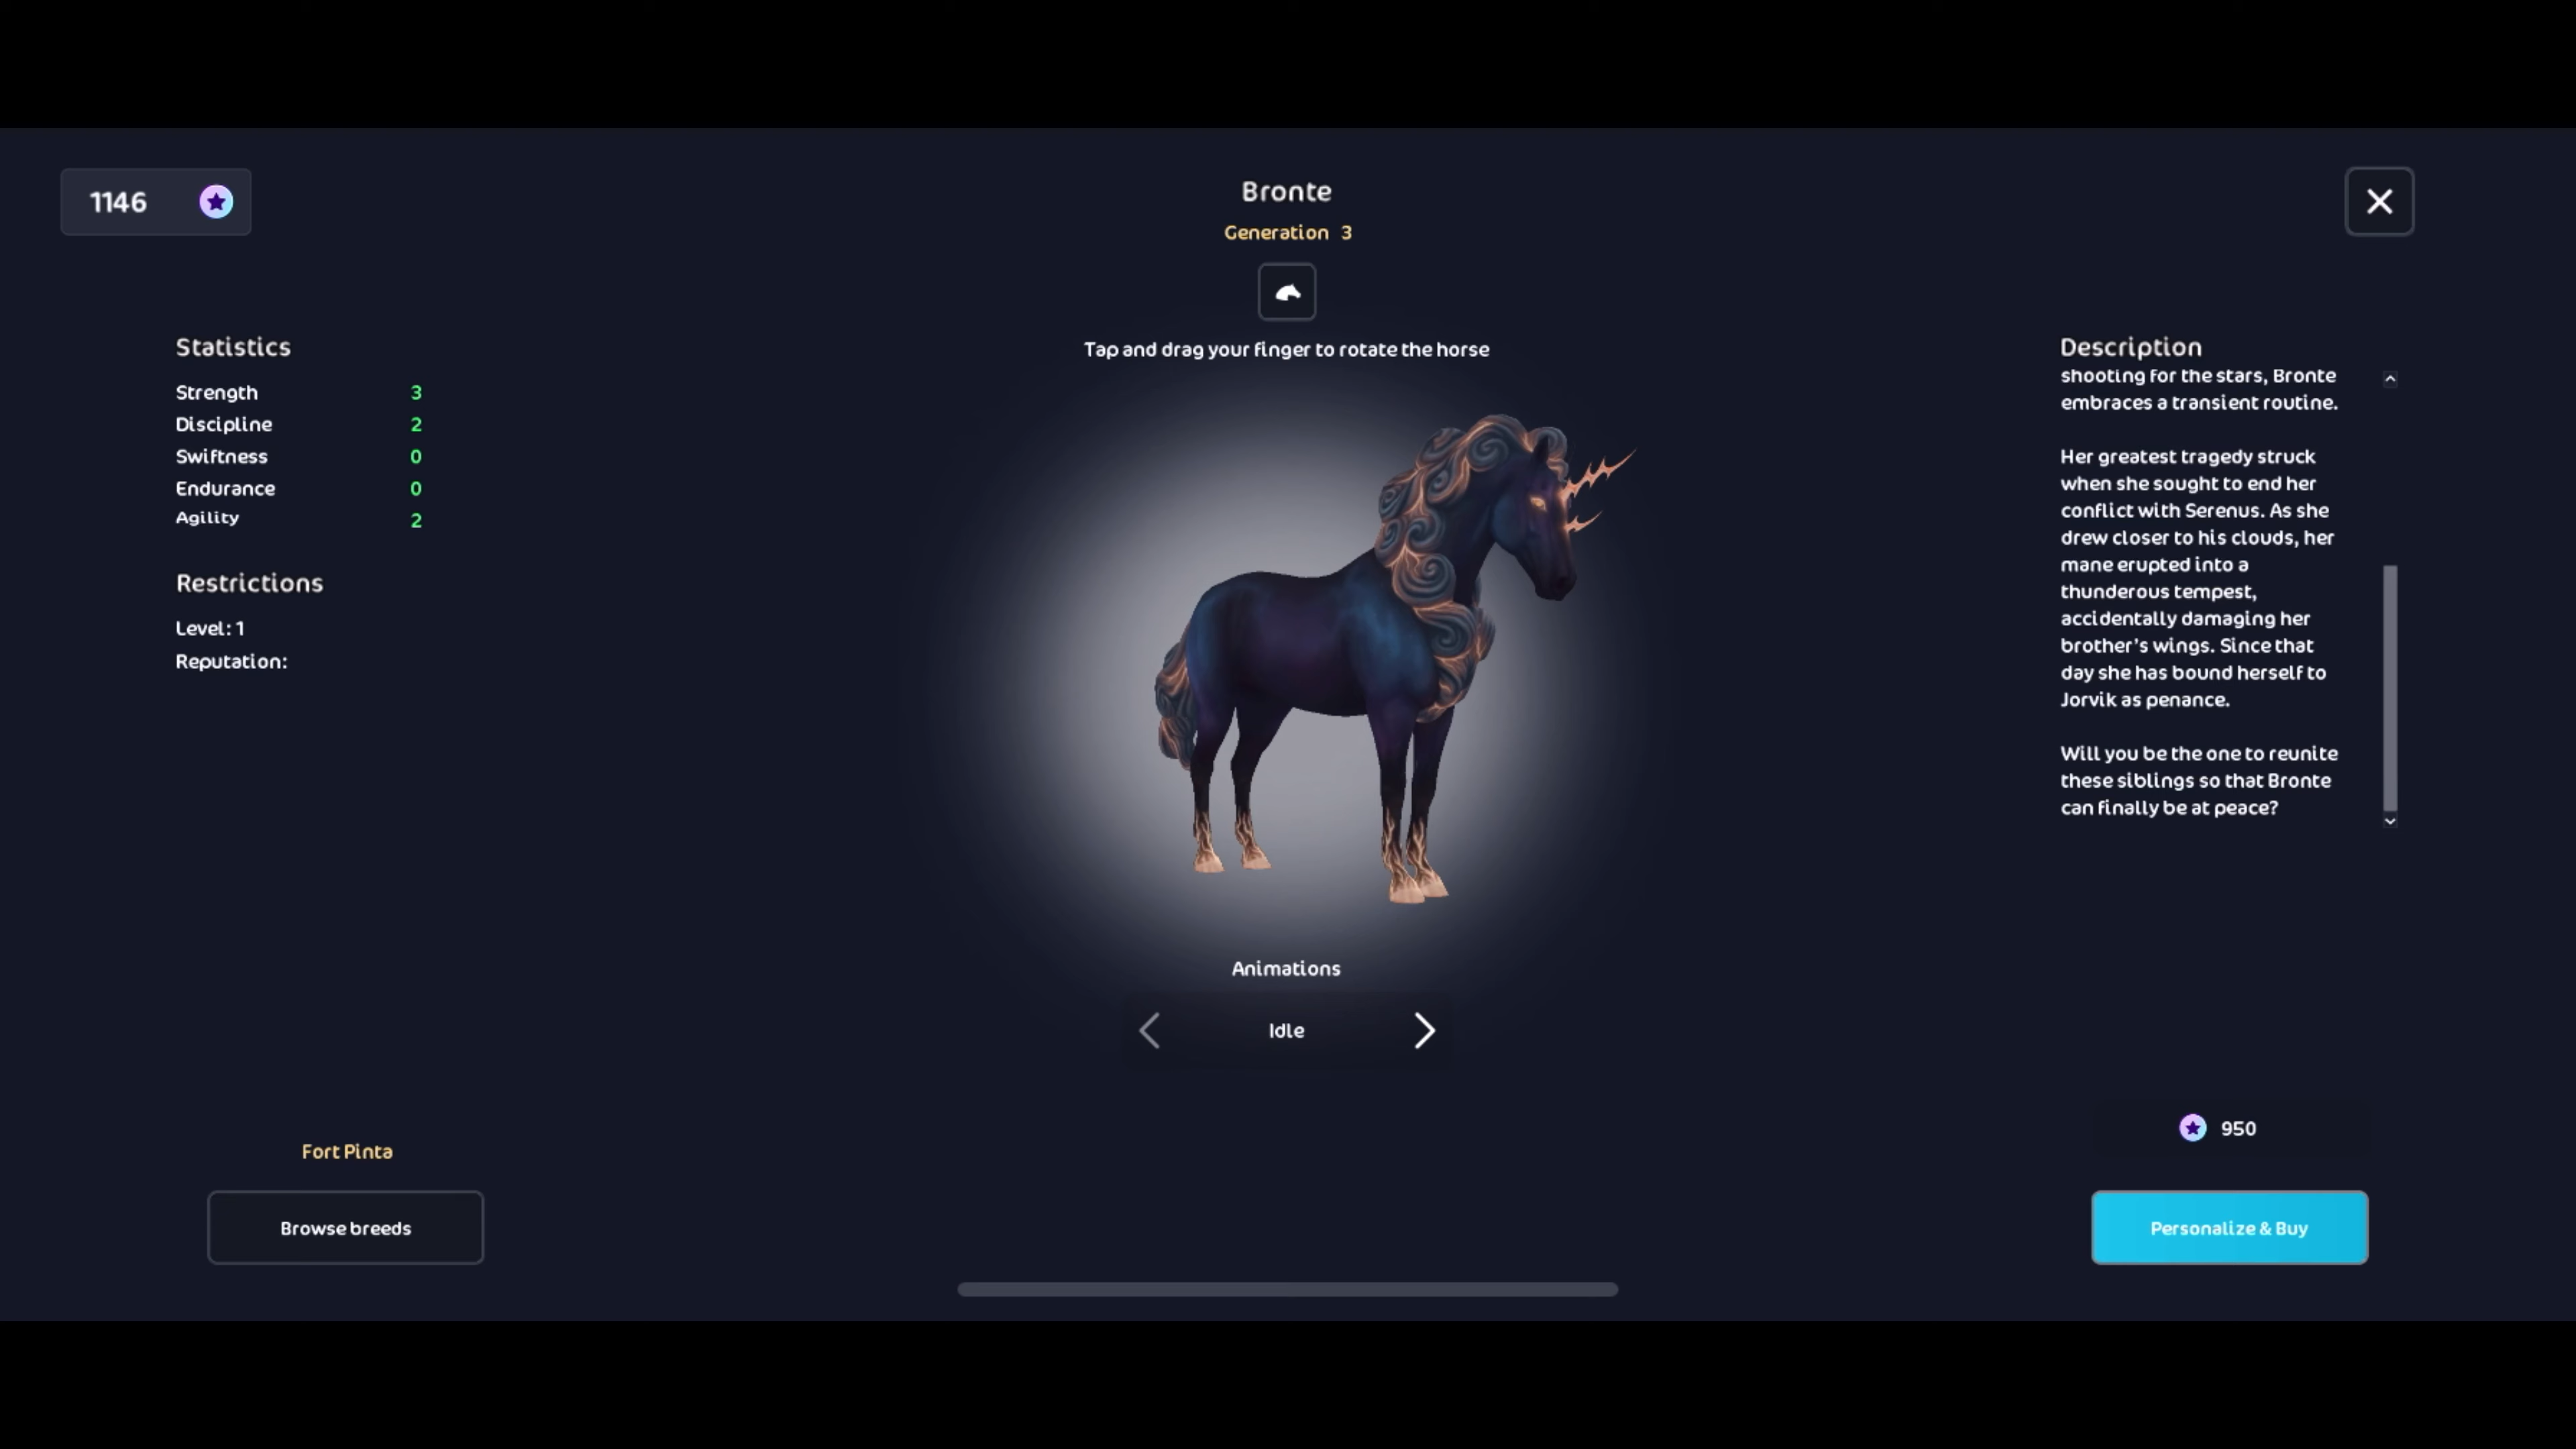 1146
Bronte
Generation 3
Tap and drag your finger to rotate the horse
Statistics
Strength 3
Discipline 2
Swiftness 0
Endurance 0
Agility 2
Restrictions
Level: 1
Reputation:
Description
shooting for the stars, Bronte
embraces a transient routine.
Her greatest tragedy struck
when she sought to end her
conflict with Serenus. As she
drew closer to his clouds, her
mane erupted into a
thunderous tempest,
accidentally damaging her
brother's wings. Since that
day she has bound herself to
Jorvik as penance.
Will you be the one to reunite
these siblings so that Bronte
can finally be at peace?
Animations
Idle
Fort Pinta
Browse breeds
950
Personalize & Buy